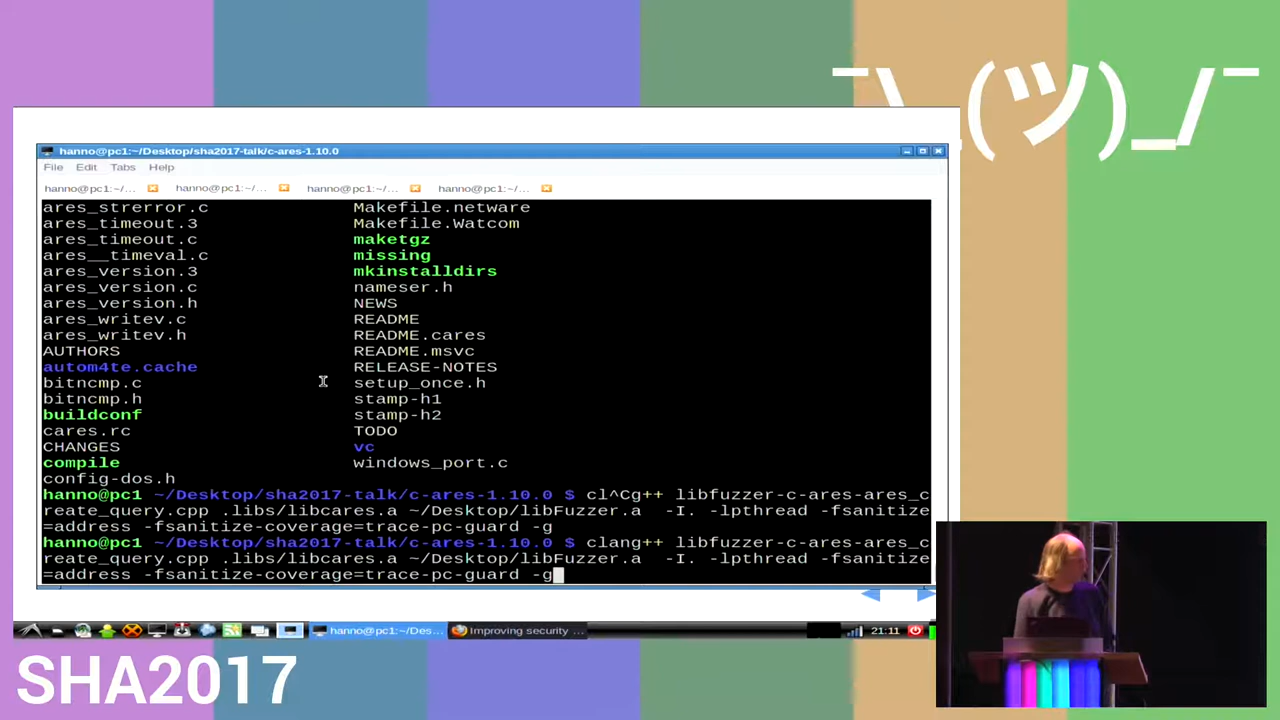 ¯\_(ツ)_/¯
hanno@pc1:~/Desktop/sha2017-talk/c-ares-1.10.0
File Edit Tabs Help
hanno@pc1:~/... hanno@pc1:~/... hanno@pc1:~/... hanno@pc1:~/...
ares_strerror.c Makefile.netware
ares_timeout.3 Makefile.Watcom
ares_timeout.c maketgz
ares__timeval.c missing
ares_version.3 mkinstalldirs
ares_version.c nameser.h
ares_version.h NEWS
ares_writev.c README
ares_writev.h README.cares
AUTHORS README.msvc
autom4te.cache RELEASE-NOTES
bitncmp.c setup_once.h
bitncmp.h stamp-h1
buildconf stamp-h2
cares.rc TODO
CHANGES vc
compile windows_port.c
config-dos.h
hanno@pc1 ~/Desktop/sha2017-talk/c-ares-1.10.0 $ cl^Cg++ libfuzzer-c-ares-ares_c
reate_query.cpp .libs/libcares.a ~/Desktop/libFuzzer.a -I. -lpthread -fsanitize
=address -fsanitize-coverage=trace-pc-guard -g
hanno@pc1 ~/Desktop/sha2017-talk/c-ares-1.10.0 $ clang++ libfuzzer-c-ares-ares_c
reate_query.cpp .libs/libcares.a ~/Desktop/libFuzzer.a -I. -lpthread -fsanitize
=address -fsanitize-coverage=trace-pc-guard -g
hanno@pc1:~/Des... Improving security ... 21:11
SHA2017